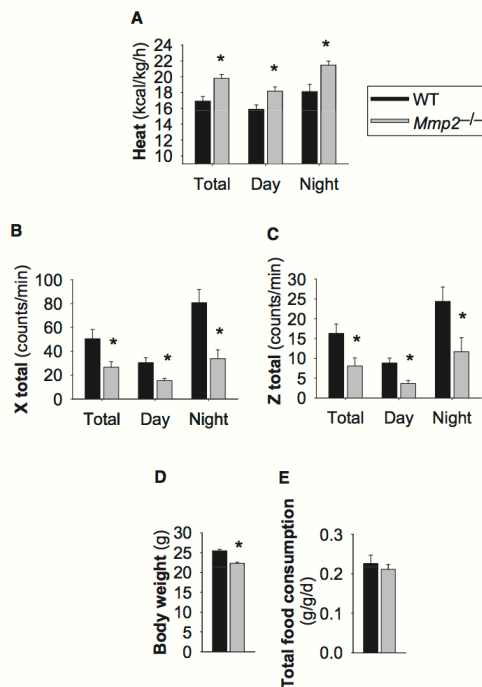 A
Heat (kcal/kg/h)
24
22
20
18
16
14
12
10
*
*
*
Total
Day
Night
WT
Mmp2–/–
B
X total (counts/min)
100
80
60
40
20
0
*
*
*
Total
Day
Night
C
Z total (counts/min)
30
25
20
15
10
5
0
*
*
*
Total
Day
Night
D
Body weight (g)
30
25
20
15
10
5
0
*
E
Total food consumption
(g/g/d)
0.3
0.2
0.1
0.0